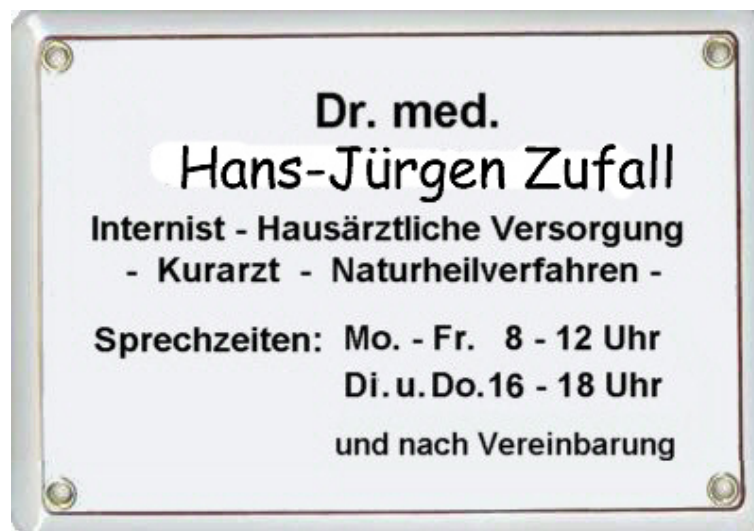 Dr. med.
Hans-Jürgen Zufall
Internist - Hausärztliche Versorgung
- Kurarzt - Naturheilverfahren -
Sprechzeiten: Mo. - Fr. 8 - 12 Uhr
Di. u. Do. 16 - 18 Uhr
und nach Vereinbarung